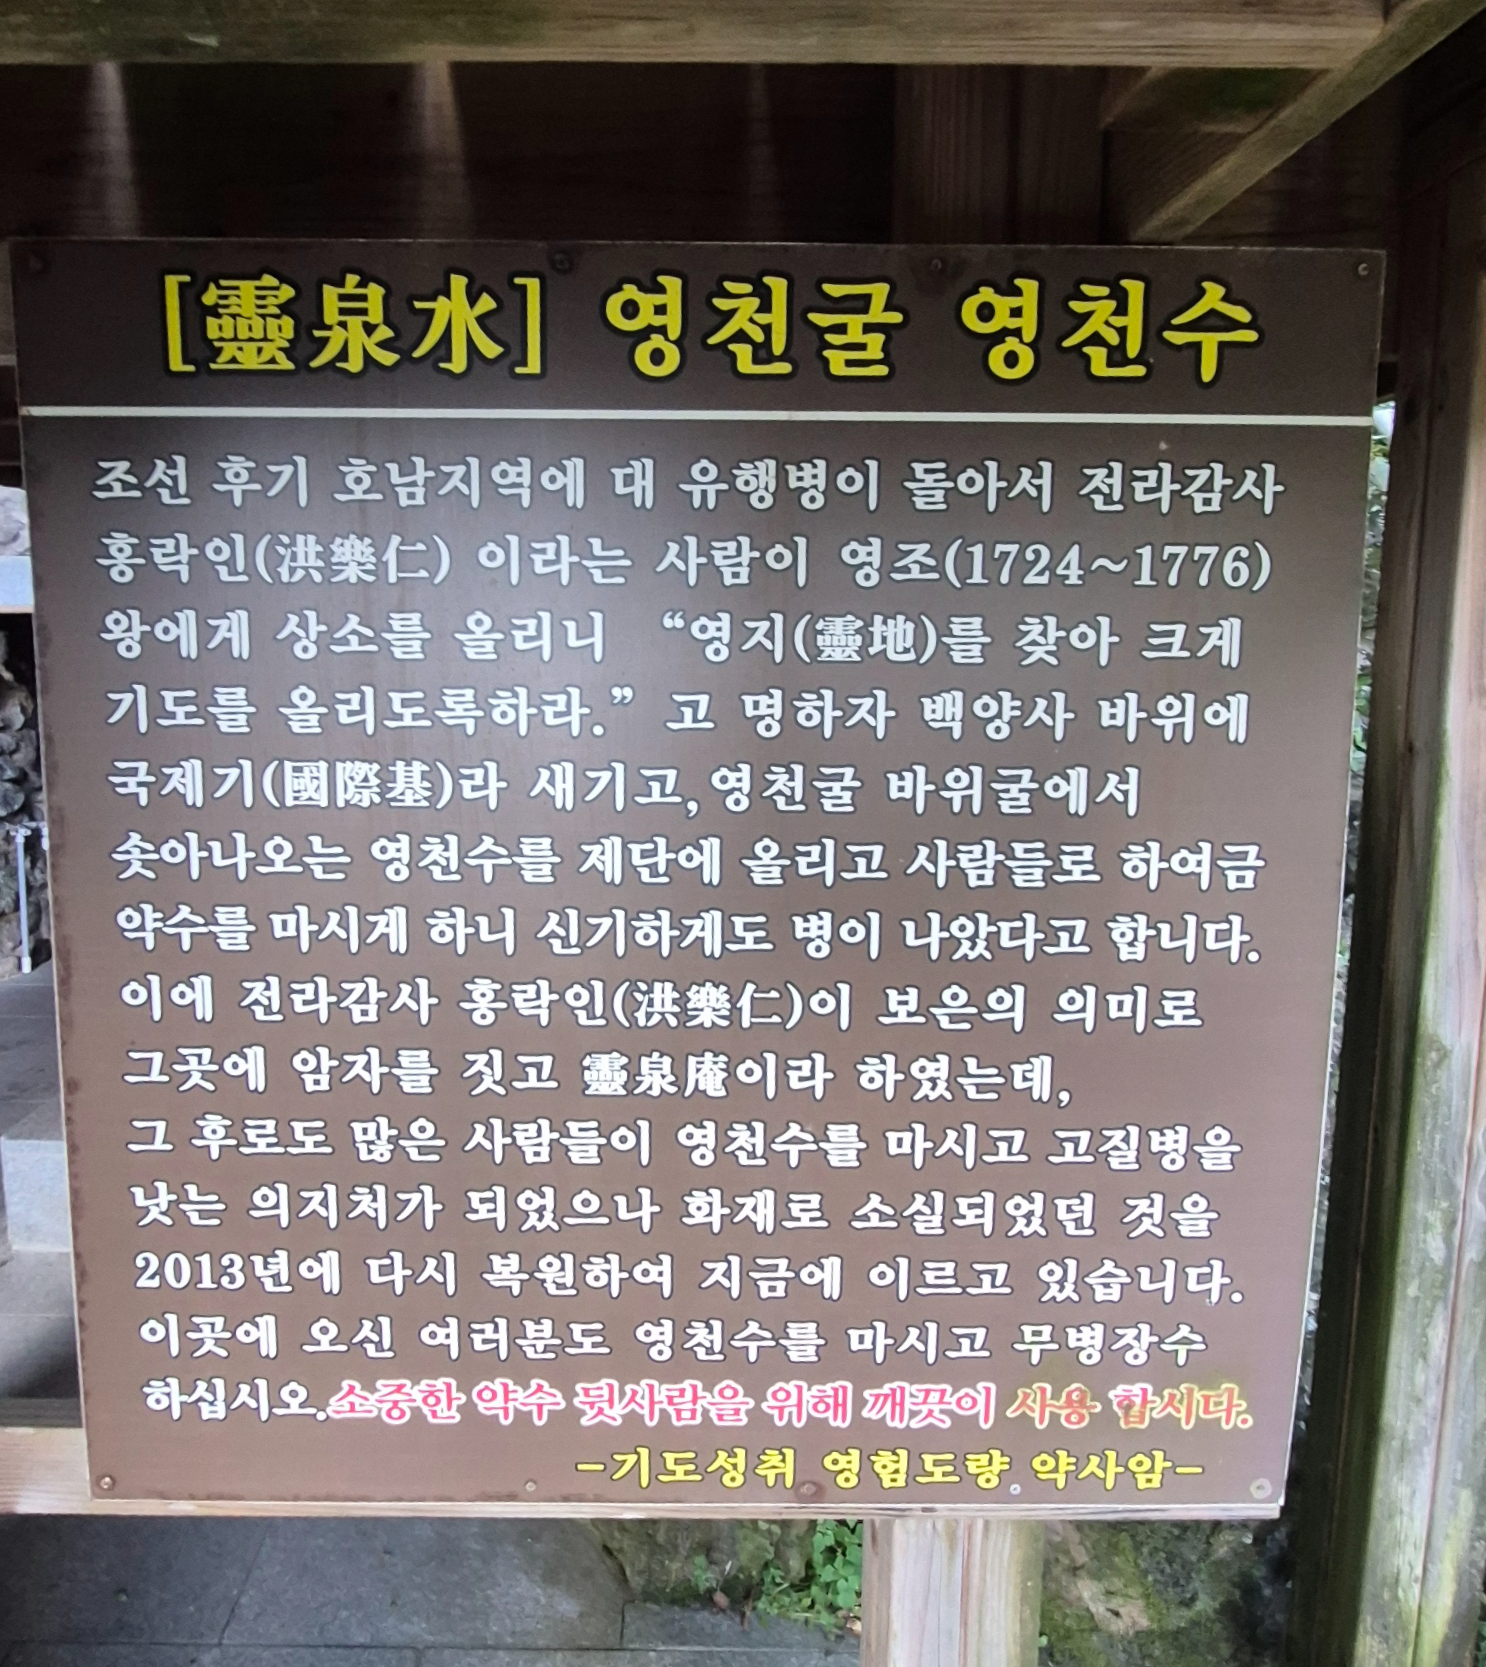 [靈泉水] 영천굴 영천수
조선 후기 호남지역에 대 유행병이 돌아서 전라감사
홍락인(洪樂仁) 이라는 사람이 영조(1724~1776)
왕에게 상소를 올리니 “영지(靈地)를 찾아 크게
기도를 올리도록하라.” 고 명하자 백양사 바위에
국제기(國際基)라 새기고, 영천굴 바위굴에서
솟아나오는 영천수를 제단에 올리고 사람들로 하여금
약수를 마시게 하니 신기하게도 병이 나았다고 합니다.
이에 전라감사 홍락인(洪樂仁)이 보은의 의미로
그곳에 암자를 짓고 靈泉庵이라 하였는데,
그 후로도 많은 사람들이 영천수를 마시고 고질병을
낫는 의지처가 되었으나 화재로 소실되었던 것을
2013년에 다시 복원하여 지금에 이르고 있습니다.
이곳에 오신 여러분도 영천수를 마시고 무병장수
하십시오.소중한 약수 뒷사람을 위해 깨끗이 사용 합시다.
-기도성취 영험도량 약사암-